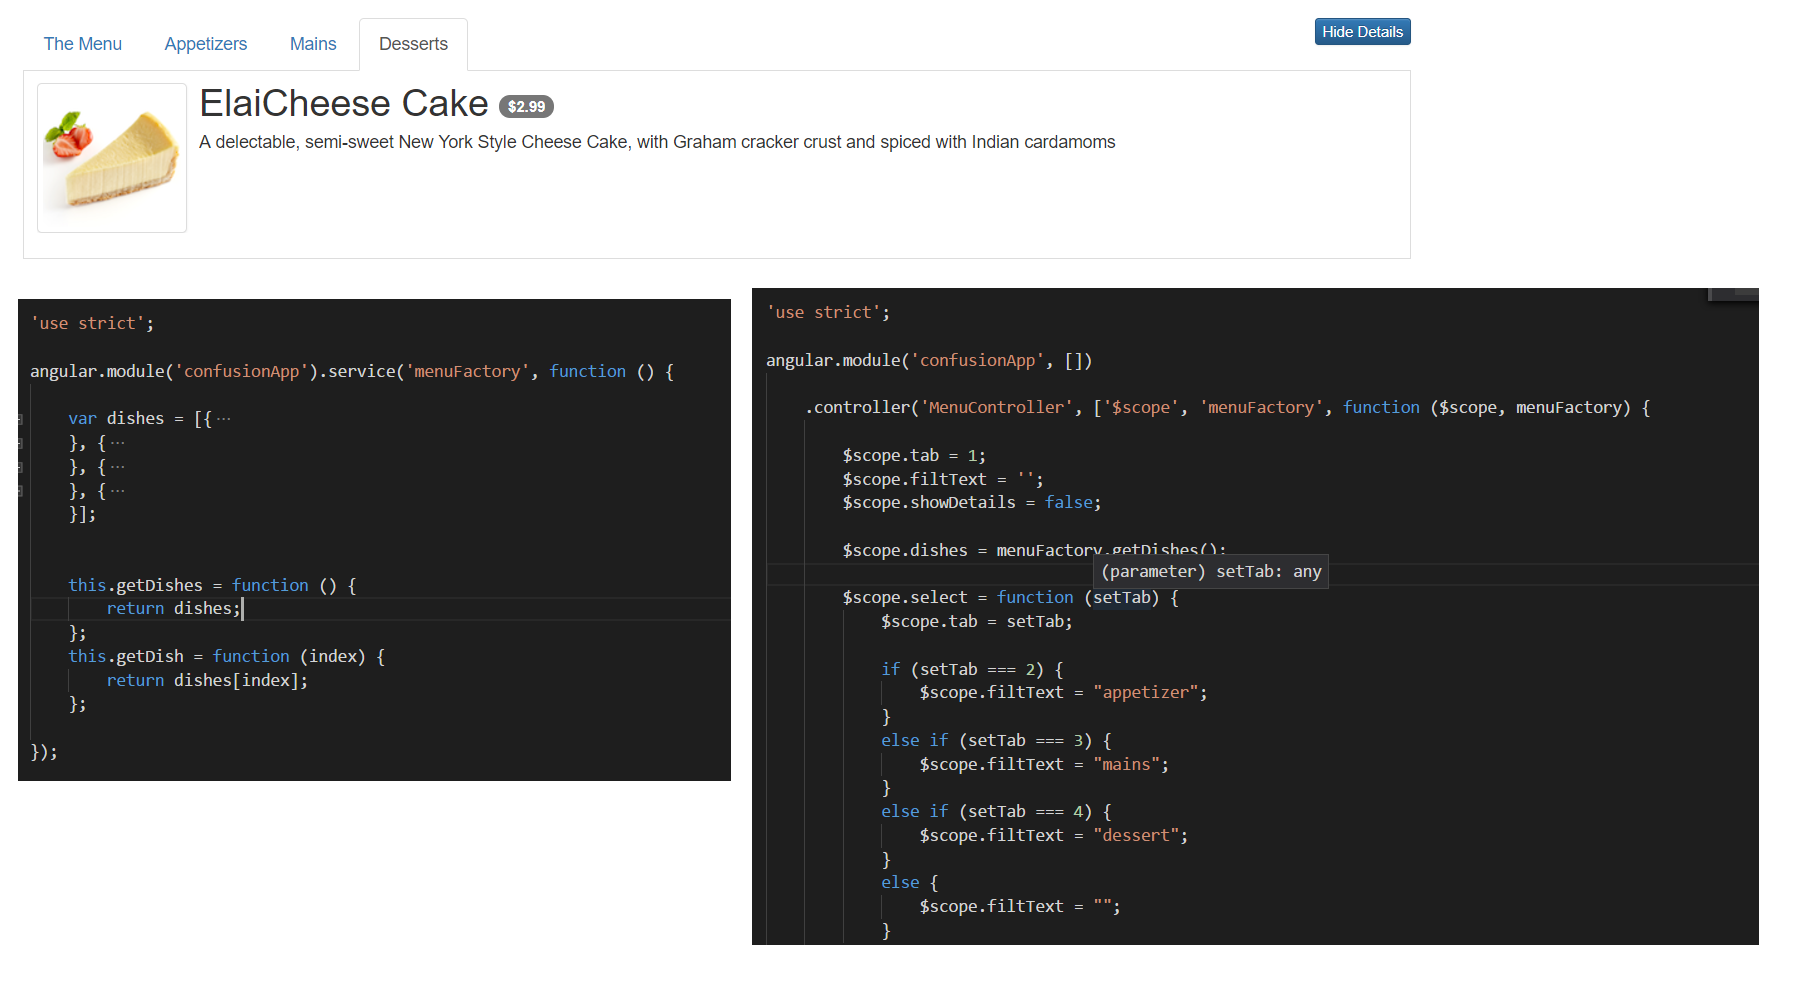 The Menu Appetizers Mains Desserts Hide Details
ElaiCheese Cake $2.99
A delectable, semi-sweet New York Style Cheese Cake, with Graham cracker crust and spiced with Indian cardamoms
'use strict';
angular.module('confusionApp').service('menuFactory', function () {
var dishes = [{ ···
}, { ···
}, { ···
}, { ···
}];
this.getDishes = function () {
return dishes;
};
this.getDish = function (index) {
return dishes[index];
};
});
'use strict';
angular.module('confusionApp', [])
.controller('MenuController', ['$scope', 'menuFactory', function ($scope, menuFactory) {
$scope.tab = 1;
$scope.filtText = '';
$scope.showDetails = false;
$scope.dishes = menuFactory.getDishes();
(parameter) setTab: any
$scope.select = function (setTab) {
$scope.tab = setTab;
if (setTab === 2) {
$scope.filtText = "appetizer";
}
else if (setTab === 3) {
$scope.filtText = "mains";
}
else if (setTab === 4) {
$scope.filtText = "dessert";
}
else {
$scope.filtText = "";
}